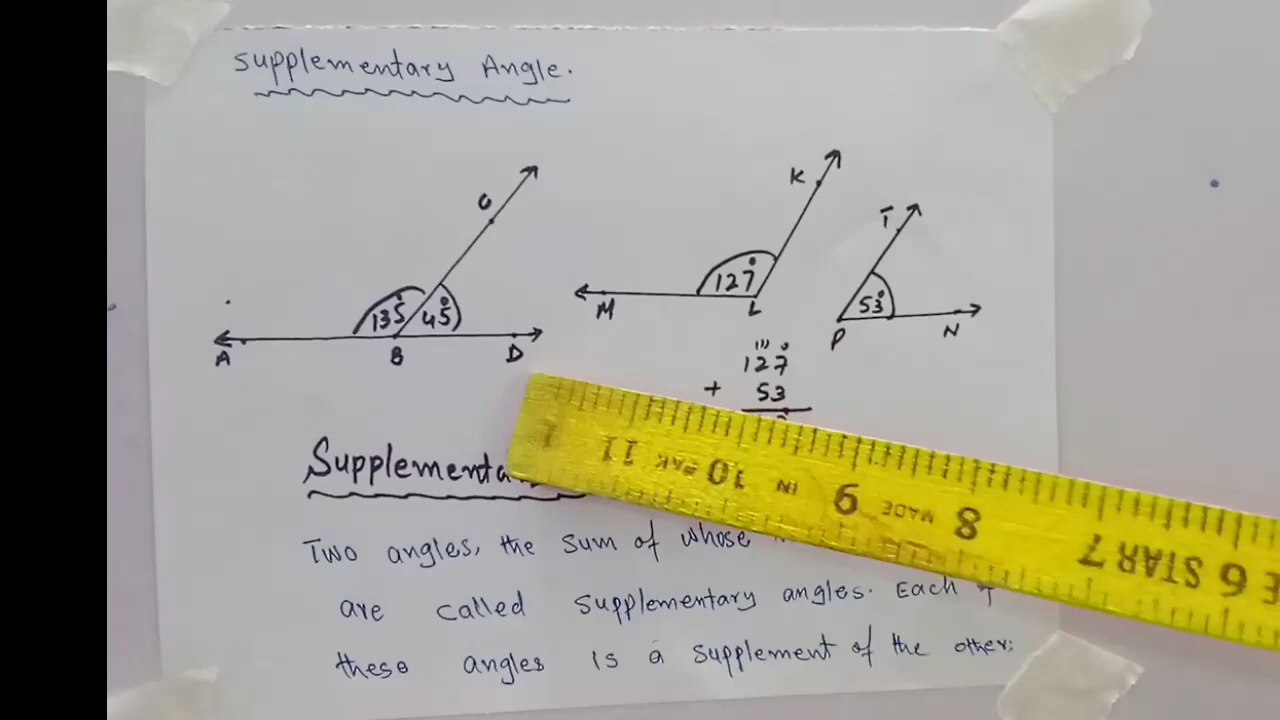 Supplementary Angle.
C
A
B
D
135°
45°
K
M
L
127°
T
P
N
53°
127°
+ 53
Supplementa
Two angles, the sum of whose
are called supplementary angles. Each of
these angles is a supplement of the other;
11 10 IN 9 MADE 8 7 STAR 6